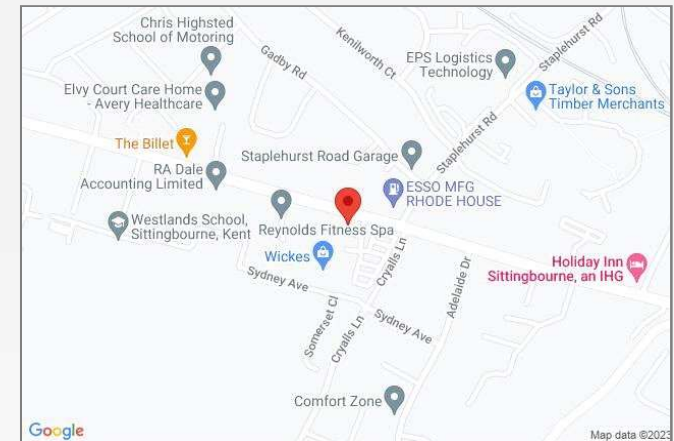 Chris Highsted
School of Motoring
Gadby Rd
Kenilworth Ct
EPS Logistics
Technology
Staplehurst Rd
Elvy Court Care Home
- Avery Healthcare
Taylor & Sons
Timber Merchants
The Billet
Staplehurst Road Garage
Staplehurst Rd
RA Dale
Accounting Limited
ESSO MFG
RHODE HOUSE
Westlands School,
Sittingbourne, Kent
Reynolds Fitness Spa
Wickes
Cryalls Ln
Holiday Inn
Sittingbourne, an IHG
Sydney Ave
Adelaide Dr
Somerset Cl
Cryalls Ln
Sydney Ave
Comfort Zone
Google
Map data ©2023